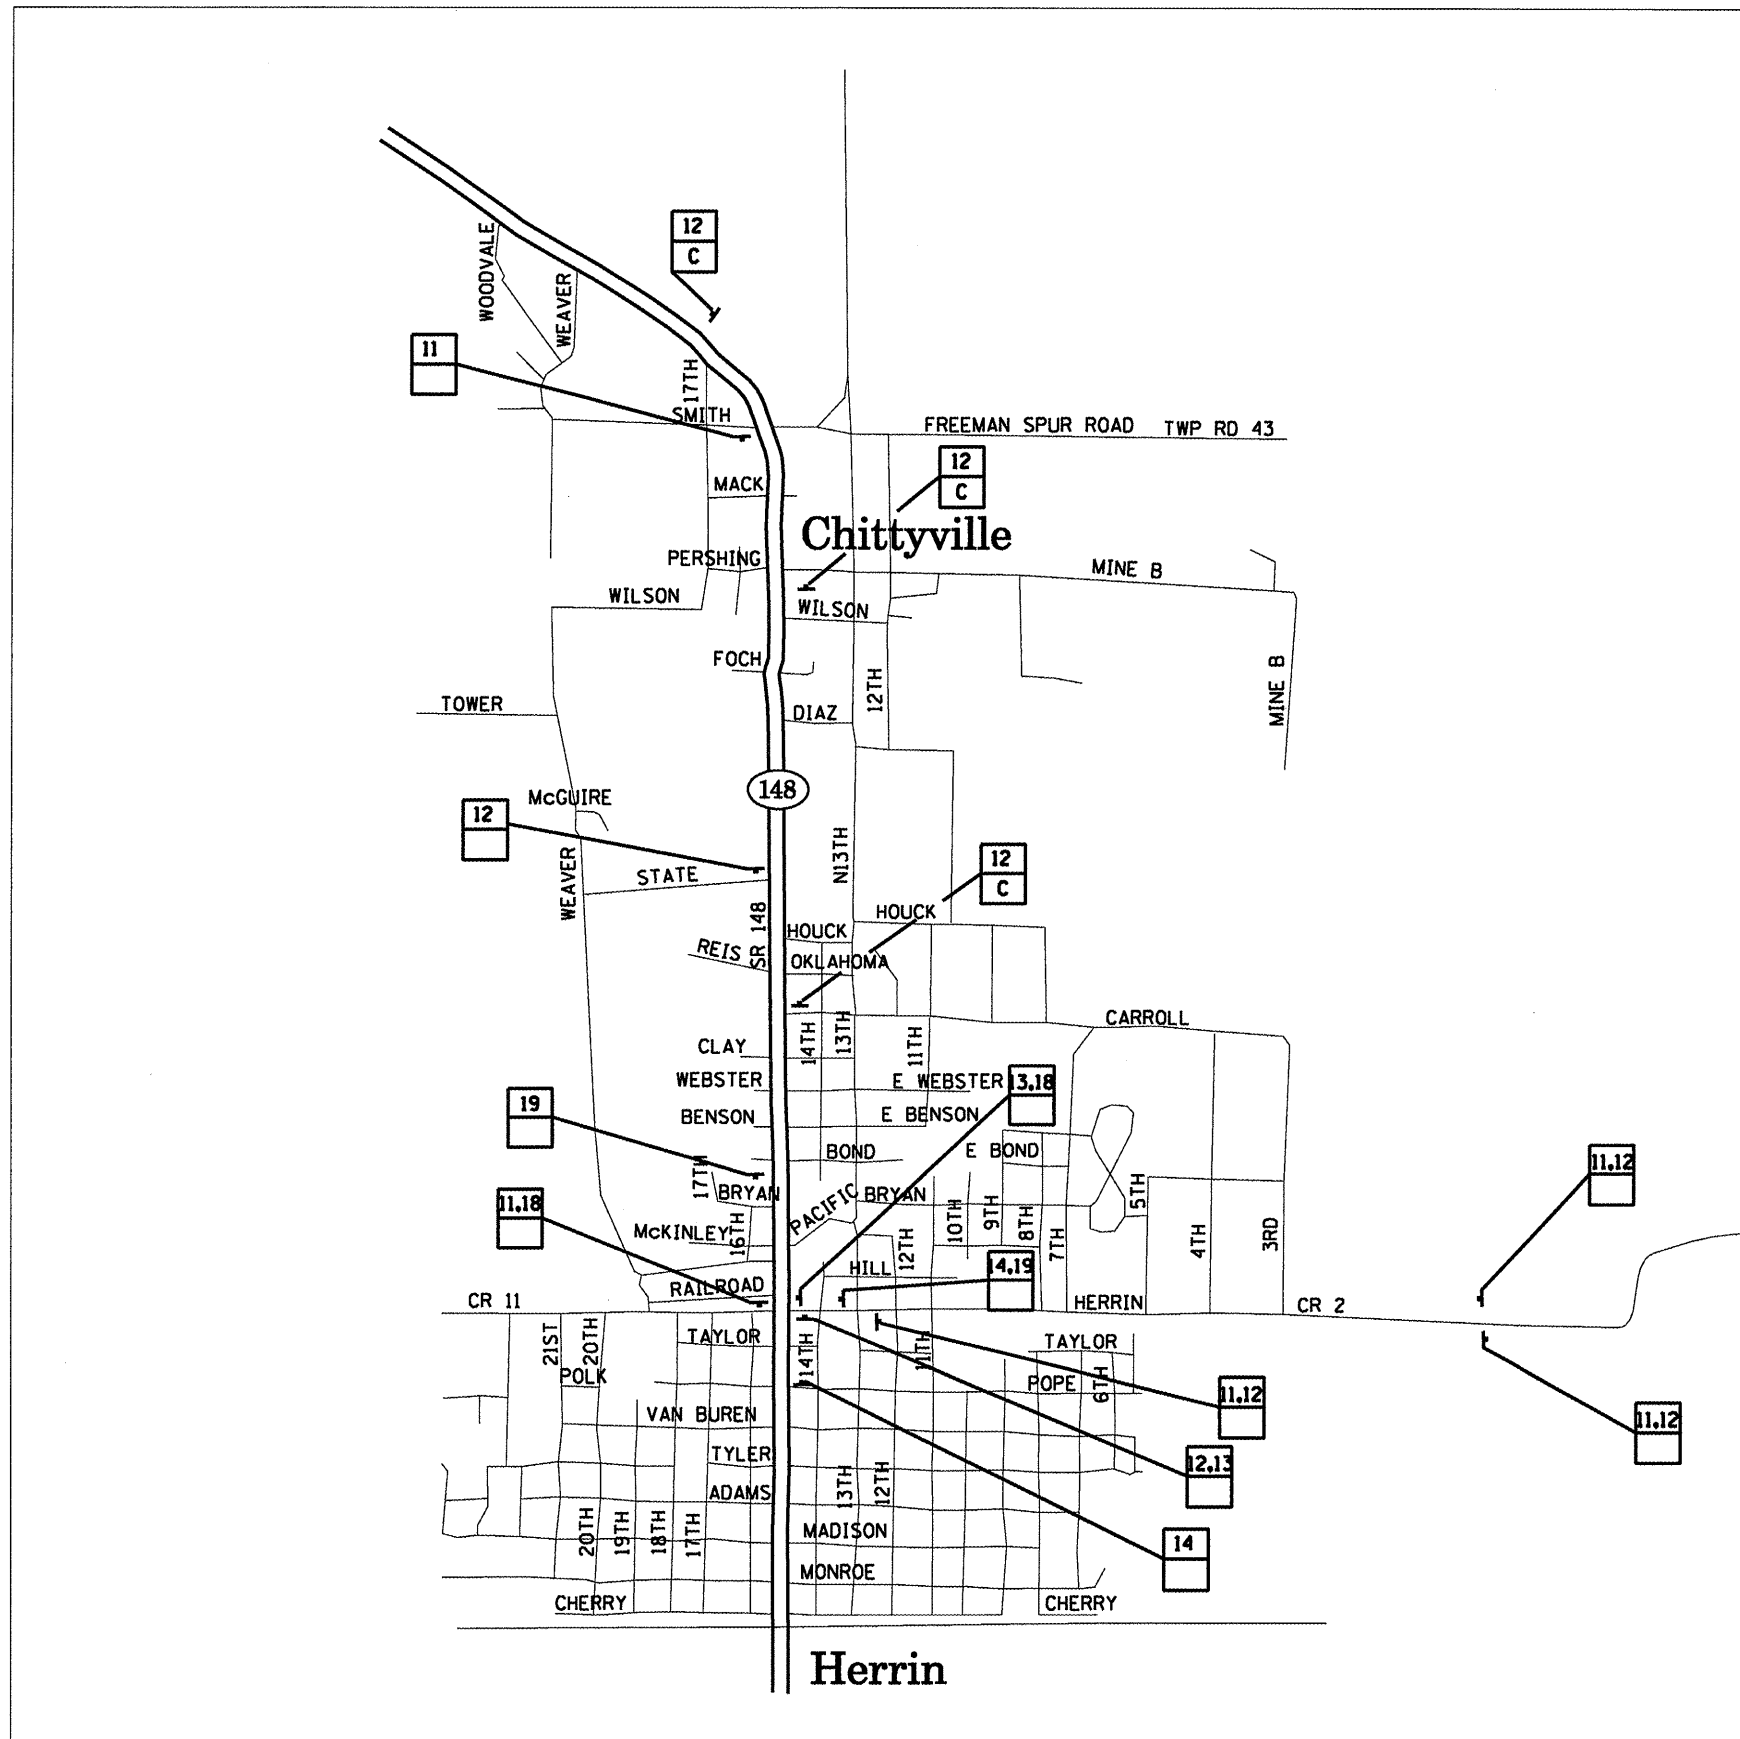 12
C
WOODVALE
WEAVER
11
17TH
SMITH
FREEMAN SPUR ROAD TWP RD 43
12
C
MACK
Chittyville
PERSHING
MINE B
WILSON
WILSON
FOCH
MINE B
12TH
TOWER
DIAZ
148
McGUIRE
12
N13TH
12
C
WEAVER
STATE
SR 148
HOUCK
HOUCK
REIS
OKLAHOMA
CARROLL
14TH
13TH
11TH
CLAY
WEBSTER
E WEBSTER
13,18
19
BENSON
E BENSON
BOND
E BOND
17TH
11,12
BRYAN
BRYAN
5TH
11,18
PACIFIC
McKINLEY
16TH
12TH
10TH
9TH
8TH
7TH
4TH
3RD
HILL
14,19
RAILROAD
CR 11
HERRIN
CR 2
21ST
20TH
TAYLOR
14TH
11TH
TAYLOR
POLK
POPE
6TH
11,12
VAN BUREN
11,12
TYLER
12,13
ADAMS
13TH
12TH
20TH
19TH
18TH
17TH
MADISON
14
MONROE
CHERRY
CHERRY
Herrin